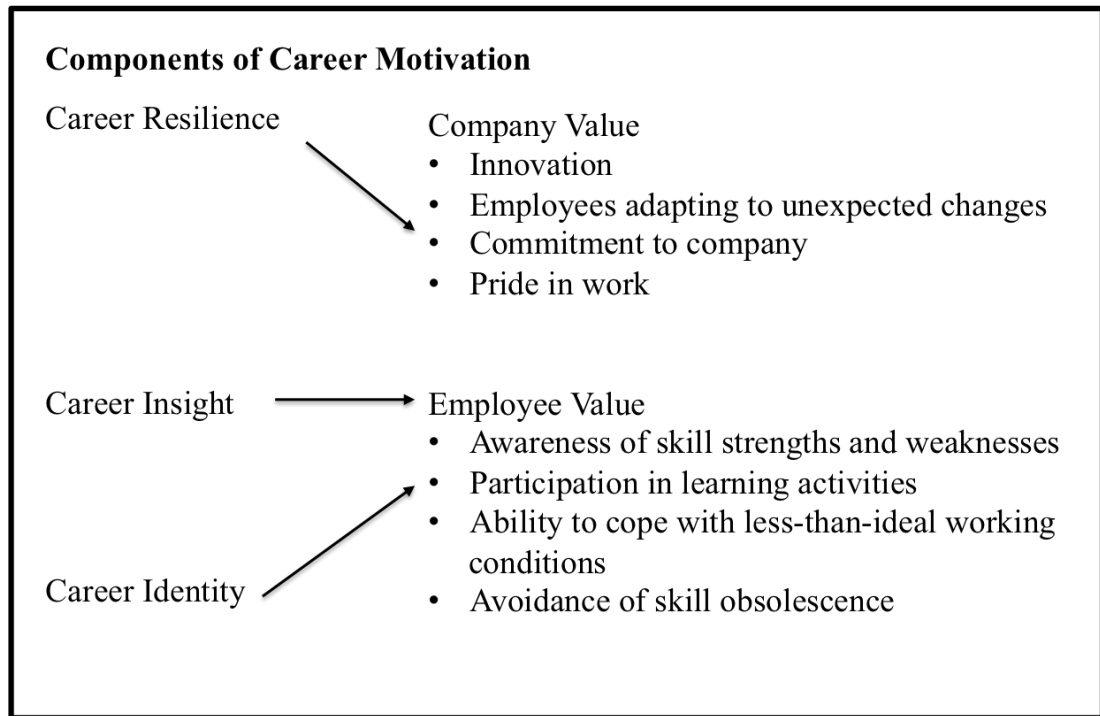 Components of Career Motivation
Career Resilience
Company Value
• Innovation
• Employees adapting to unexpected changes
• Commitment to company
• Pride in work
Career Insight
Employee Value
• Awareness of skill strengths and weaknesses
• Participation in learning activities
• Ability to cope with less-than-ideal working
conditions
Career Identity
• Avoidance of skill obsolescence